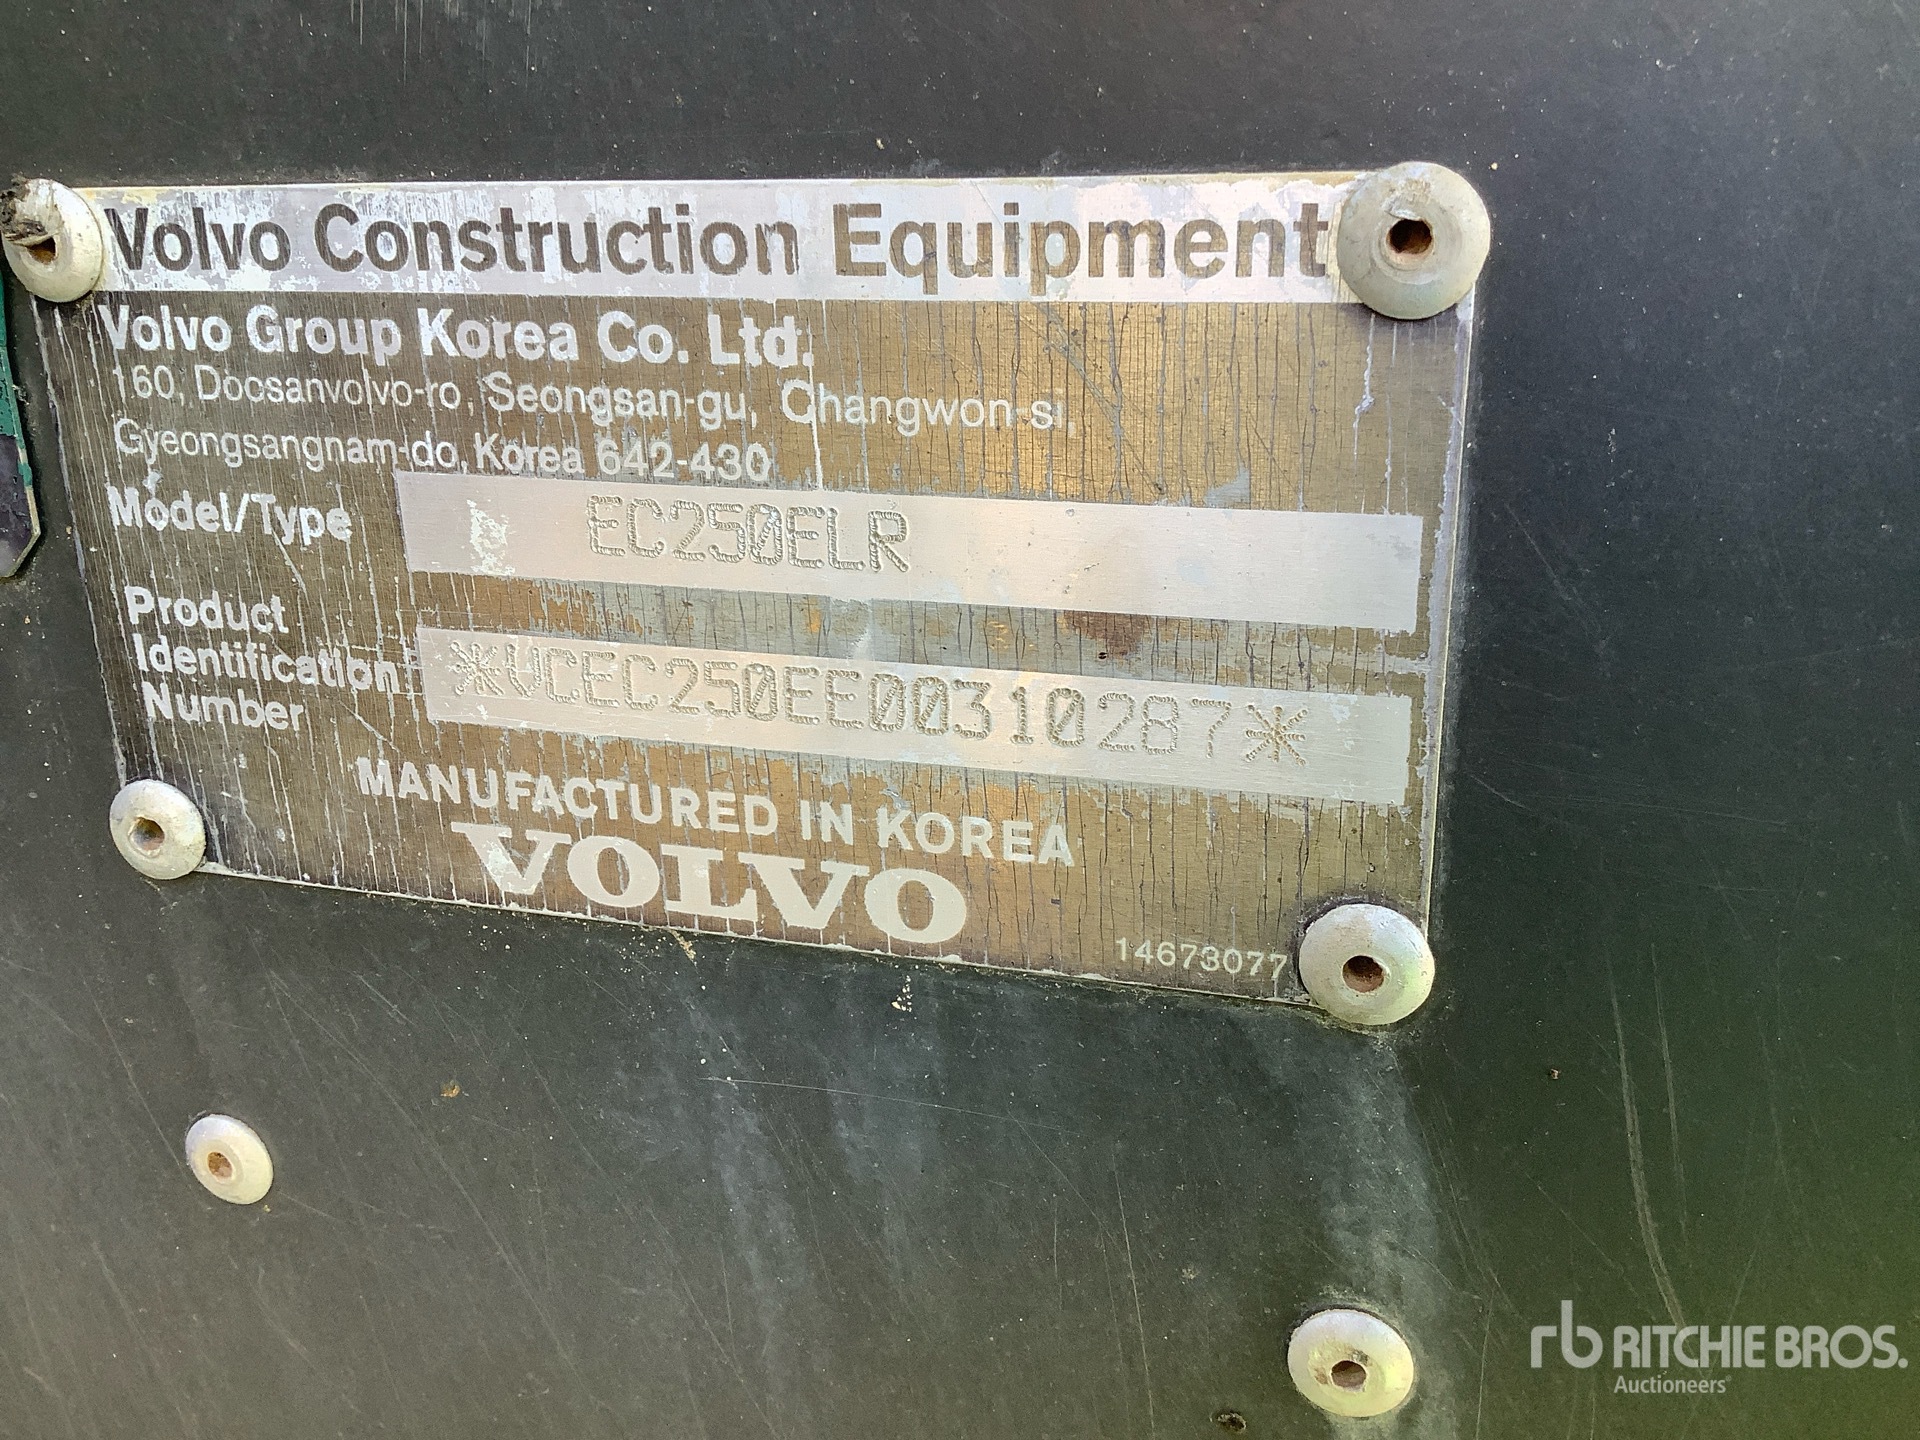 Volvo Construction Equipment
Volvo Group Korea Co. Ltd.
160, Docsanvolvo-ro, Seongsan-gu, Changwon-si,
Gyeongsangnam-do, Korea 642-430
Model/Type EC250ELR
Product Identification Number *VCEC250EE00310287*
MANUFACTURED IN KOREA
VOLVO
14673077
rb RITCHIE BROS.
Auctioneers